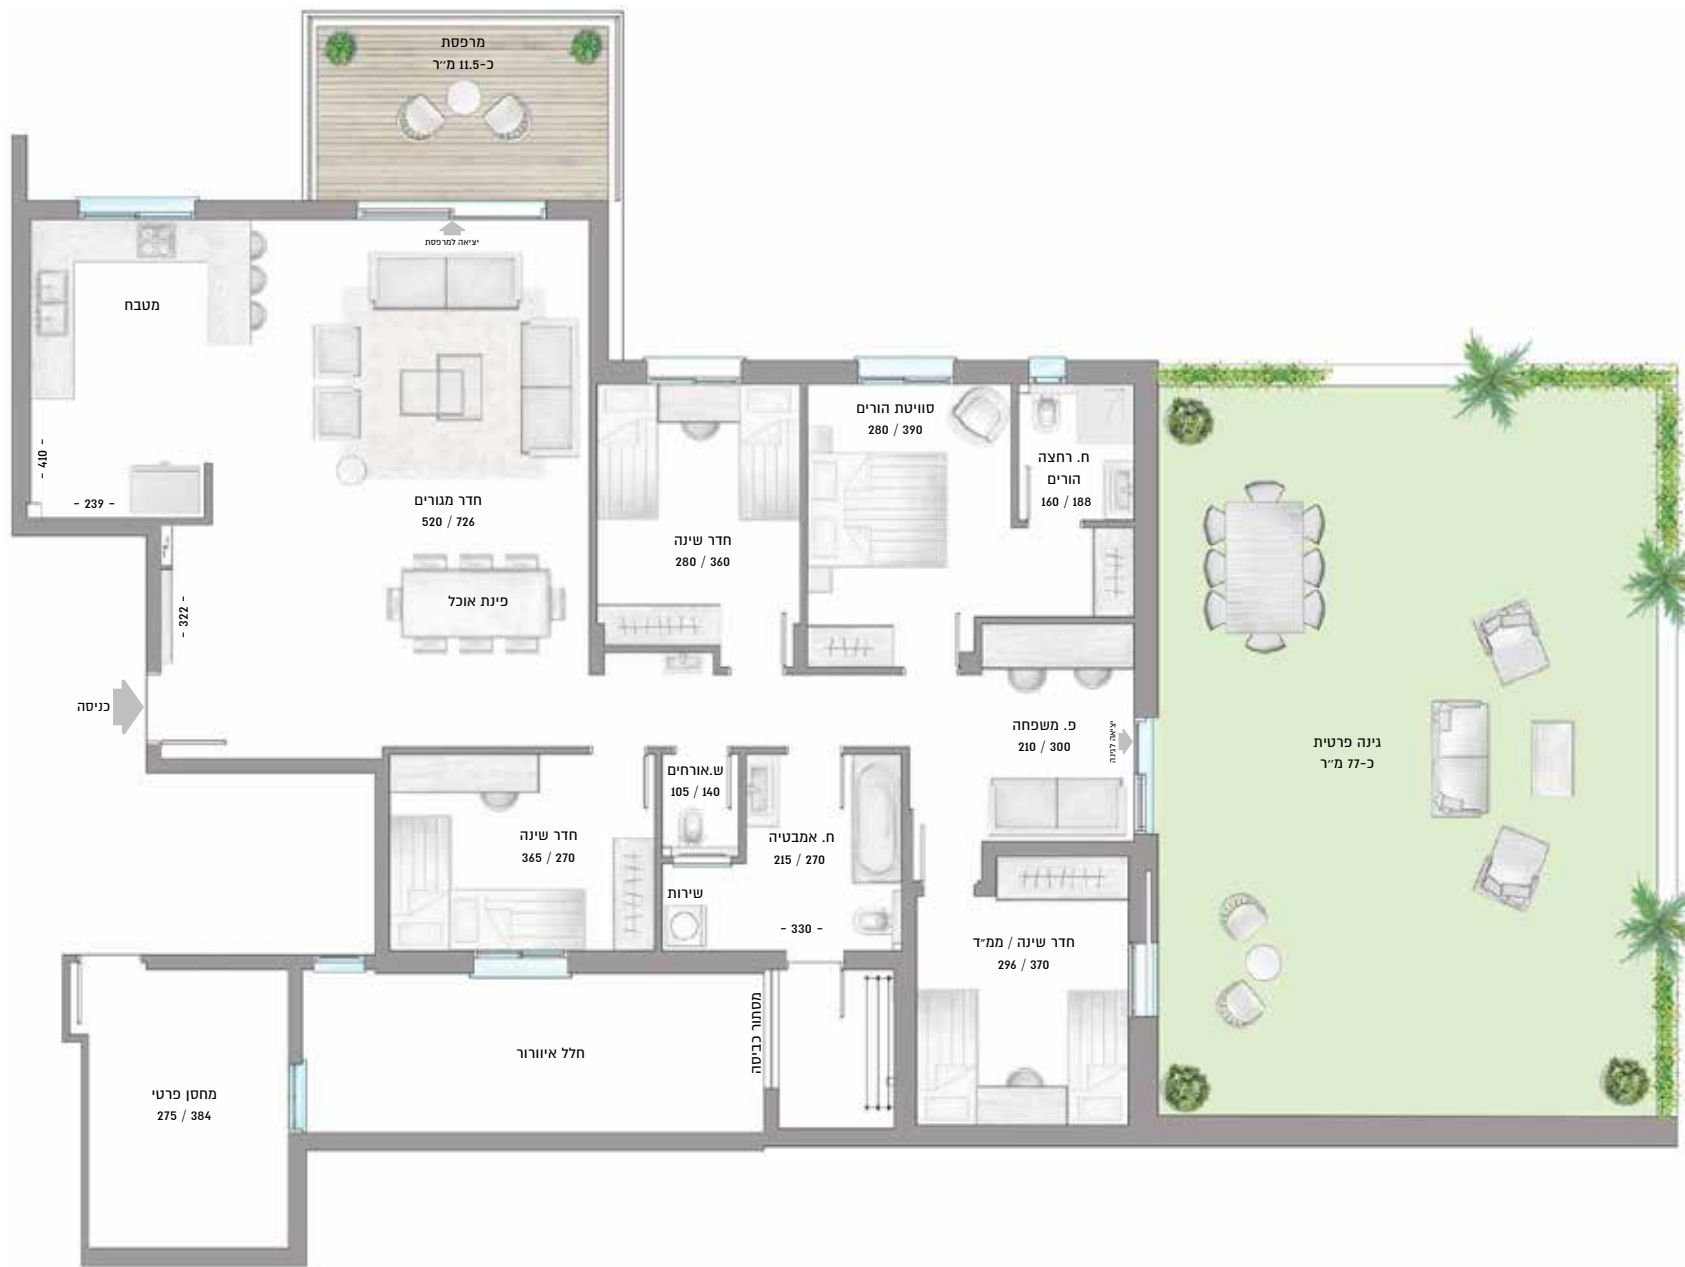 מרפסת
כ-11.5 מ״ר
יציאה למרפסת
מטבח
- 410 -
- 239 -
חדר מגורים
520 / 726
- 322 -
פינת אוכל
כניסה
חדר שינה
280 / 360
סוויטת הורים
280 / 390
ח. רחצה
הורים
160 / 188
פ. משפחה
210 / 300
יציאה לגינה
גינה פרטית
כ-77 מ״ר
חדר שינה
365 / 270
ש.אורחים
105 / 140
ח. אמבטיה
215 / 270
שירות
- 330 -
חדר שינה / ממ״ד
296 / 370
מסתור כביסה
חלל איוורור
מחסן פרטי
275 / 384